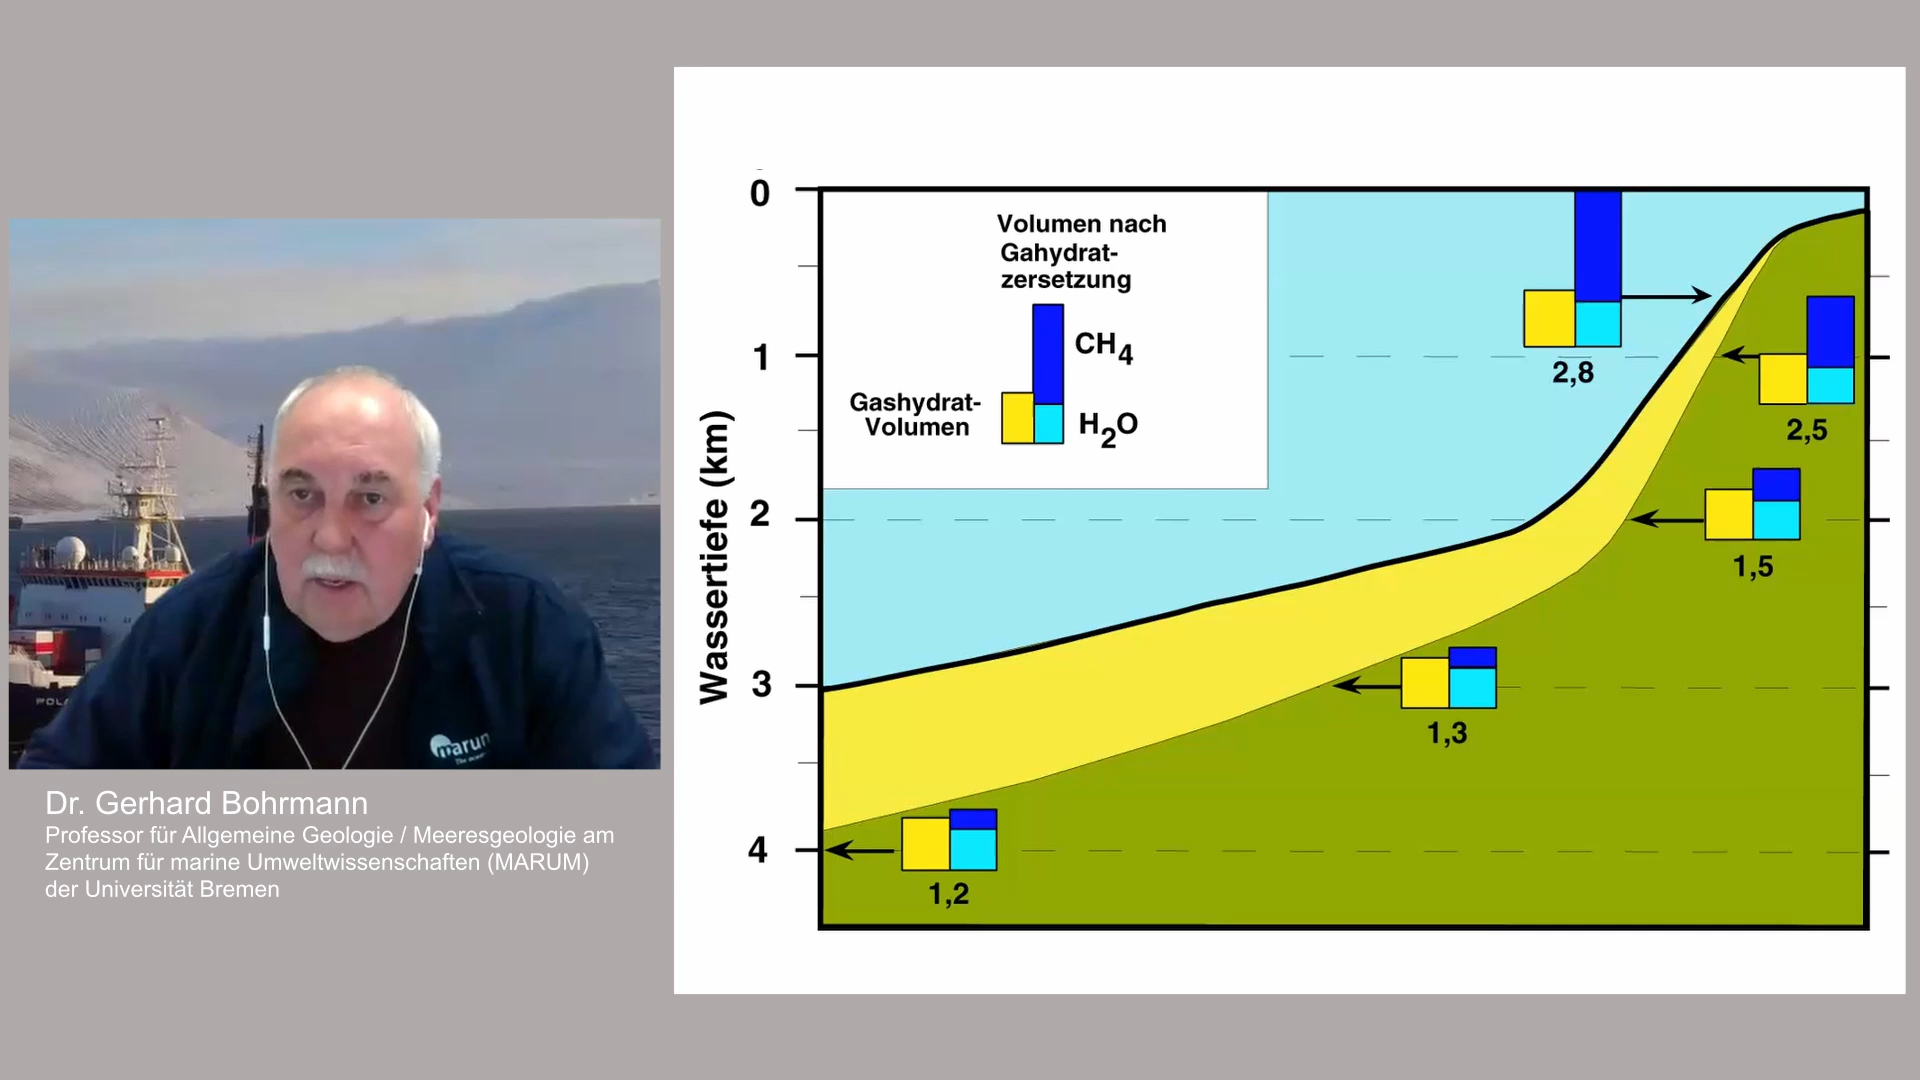 0
Volumen nach
Gahydrat-
zersetzung
CH4
Gashydrat-
Volumen
H2O
1
2
3
4
Wassertiefe (km)
2,8
2,5
1,5
1,3
1,2
marum
POLA
Dr. Gerhard Bohrmann
Professor für Allgemeine Geologie / Meeresgeologie am
Zentrum für marine Umweltwissenschaften (MARUM)
der Universität Bremen